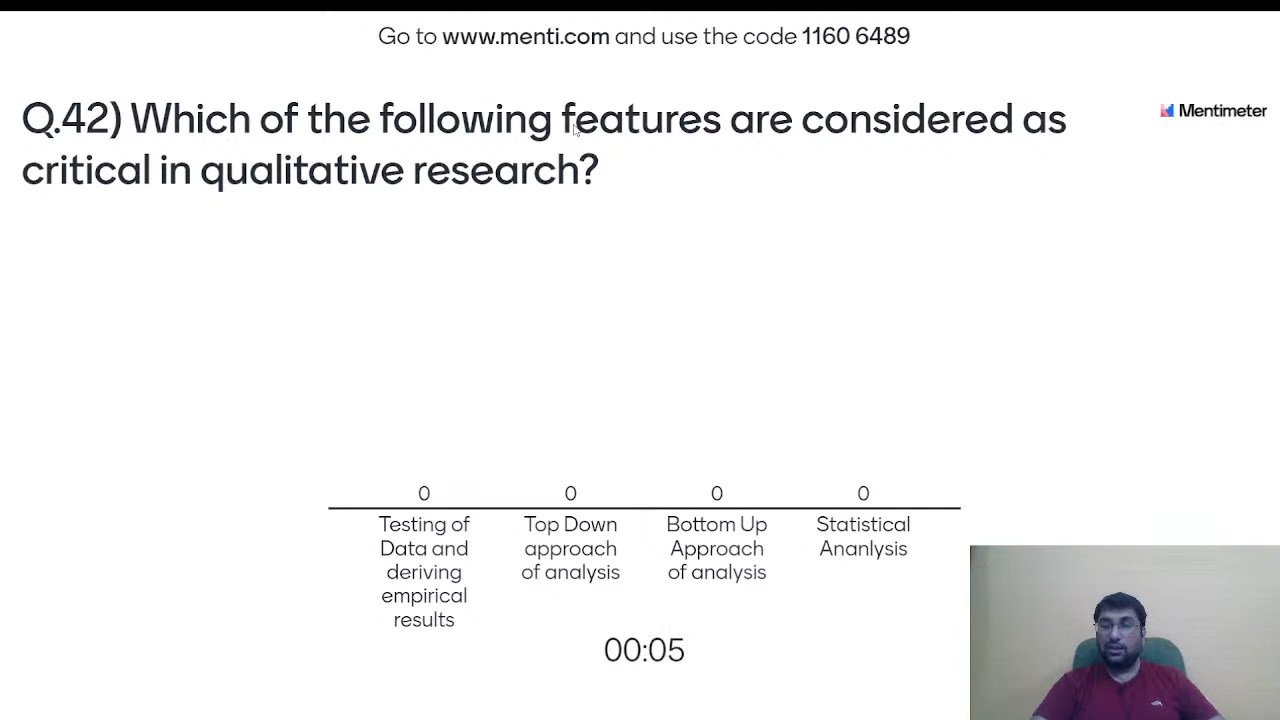 Go to www.menti.com and use the code 1160 6489
Q.42) Which of the following features are considered as
critical in qualitative research?
Mentimeter
0
0
0
0
Testing of
Data and
deriving
empirical
results
Top Down
approach
of analysis
Bottom Up
Approach
of analysis
Statistical
Ananlysis
00:05